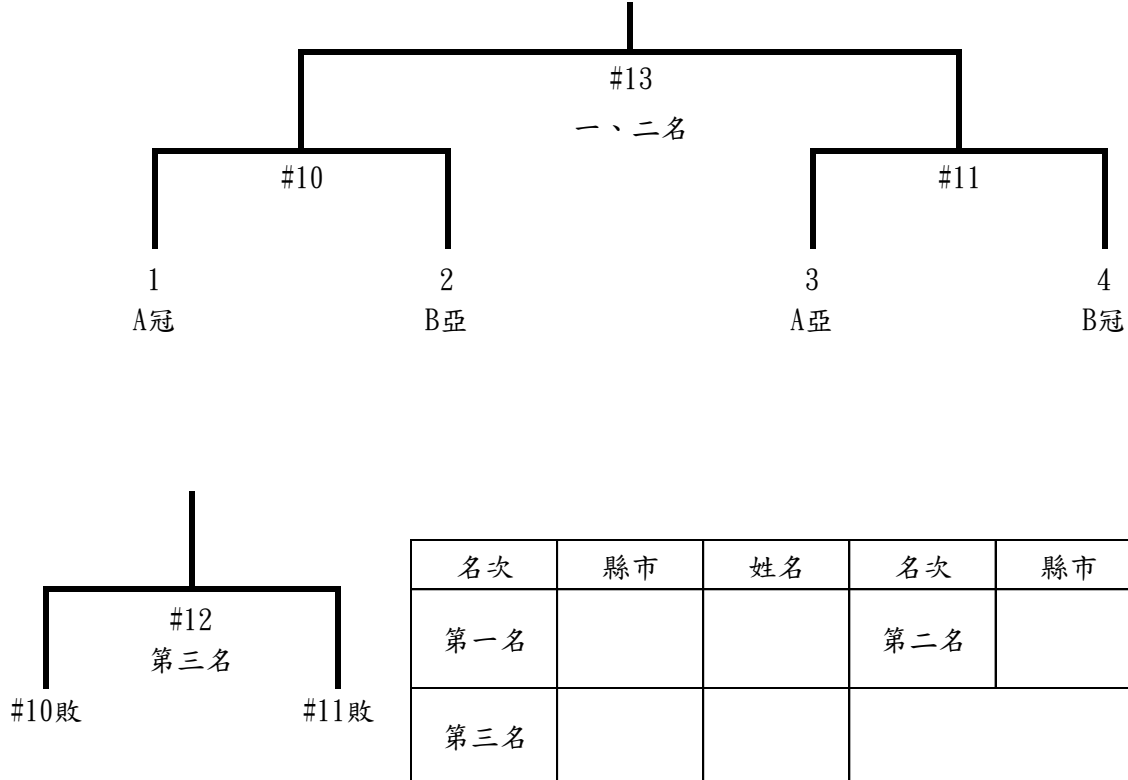 #13
一、二名
#10
#11
1
2
3
4
A冠
B亞
A亞
B冠
#12
第三名
#10敗
#11敗
名次 縣市 姓名 名次 縣市
第一名 第二名
第三名